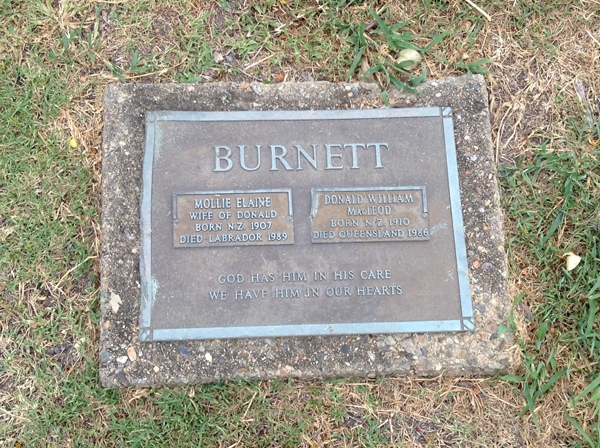 BURNETT
MOLLIE ELAINE
WIFE OF DONALD
BORN N.Z. 1907
DIED LABRADOR 1989
DONALD WILLIAM
MacLEOD
BORN N.Z. 1910
DIED QUEENSLAND 1986
GOD HAS HIM IN HIS CARE
WE HAVE HIM IN OUR HEARTS